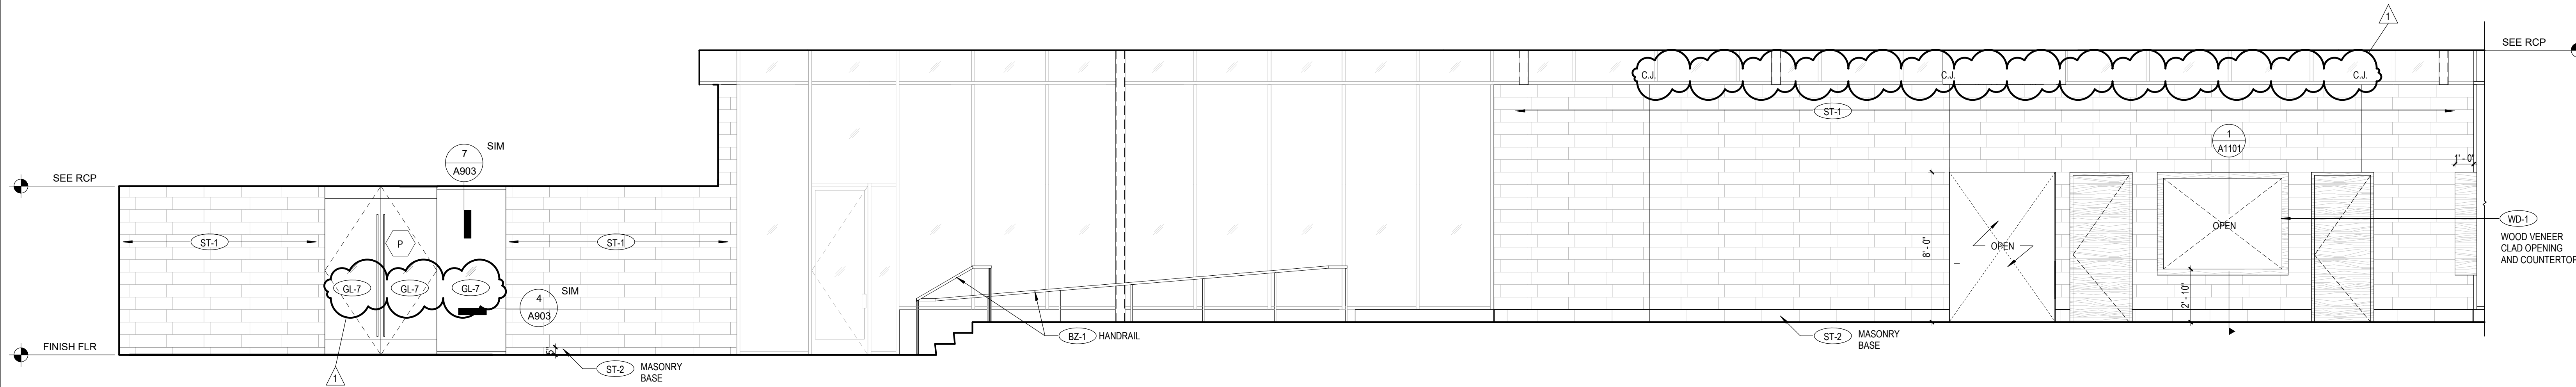 1
SEE RCP
C.J.
C.J.
C.J.
ST-1
7
A903
SIM
1
A1101
1' - 0"
SEE RCP
ST-1
P
ST-1
8' - 0"
OPEN
OPEN
WD-1
WOOD VENEER
CLAD OPENING
AND COUNTERTOP
GL-7
GL-7
GL-7
4
A903
SIM
2' - 10"
BZ-1 HANDRAIL
ST-2 MASONRY
BASE
FINISH FLR
5"
ST-2 MASONRY
BASE
1